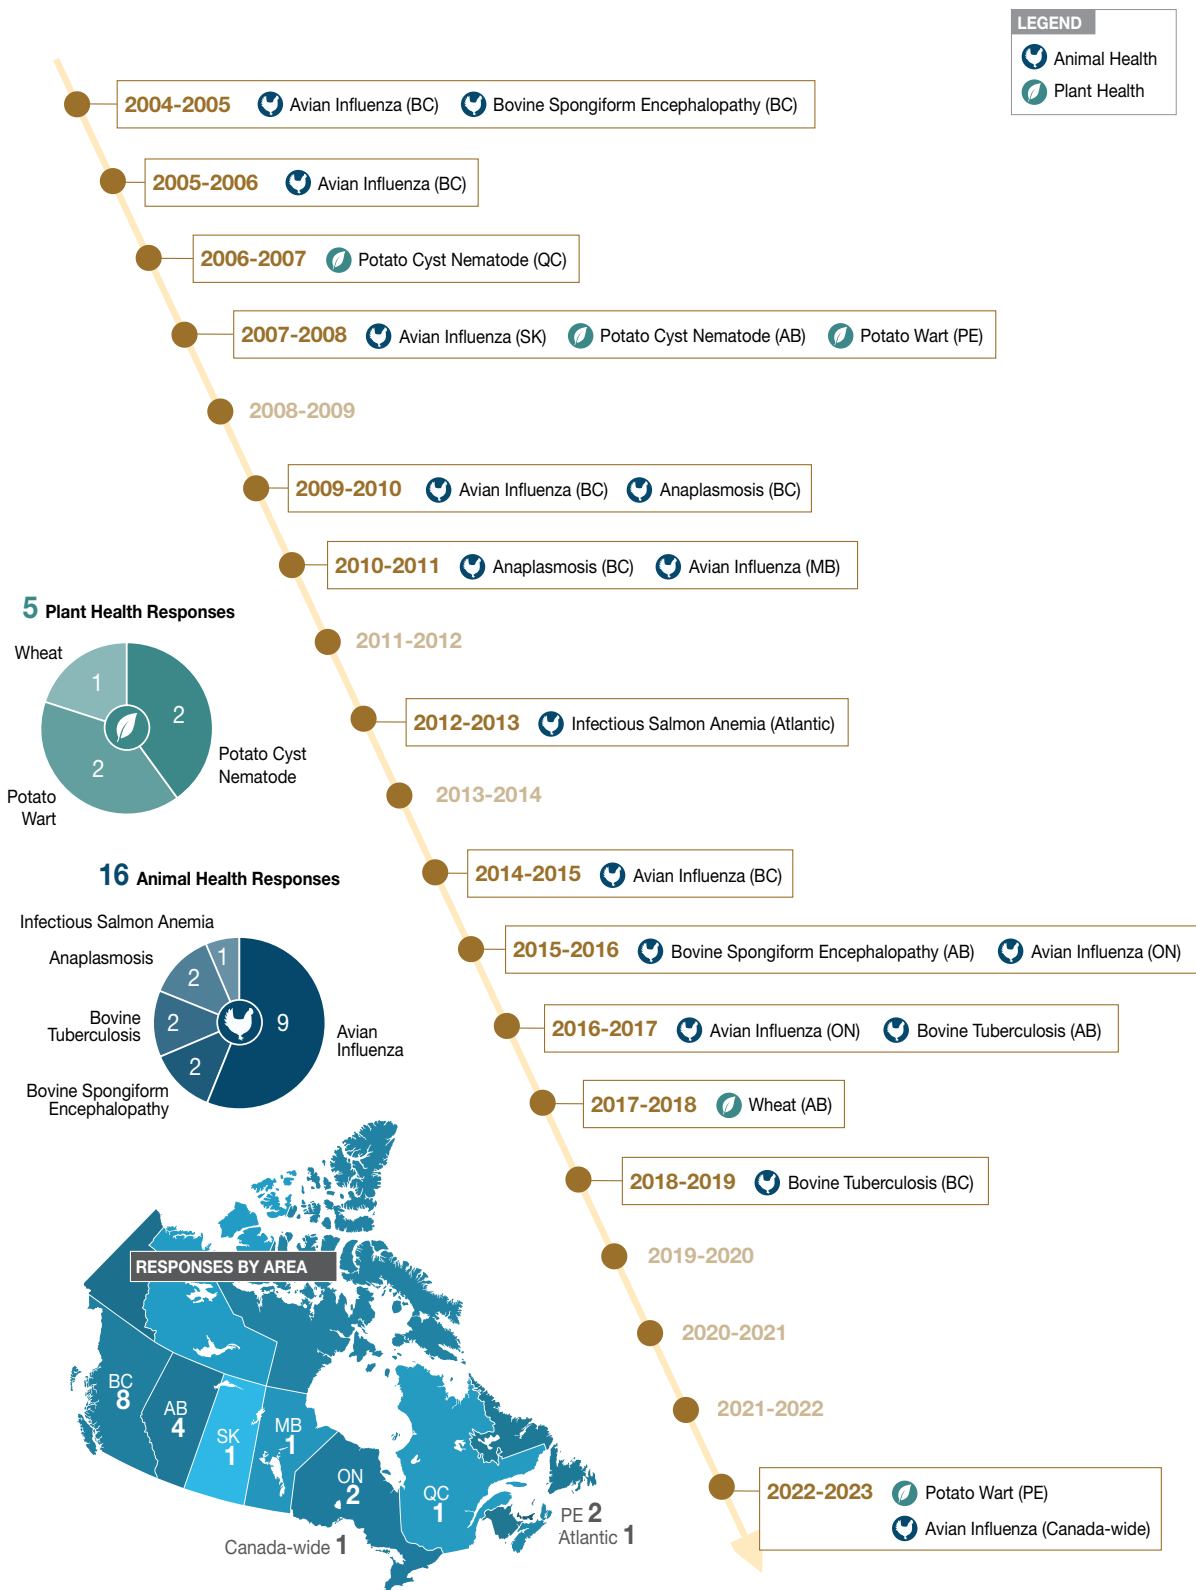 LEGEND
Animal Health
Plant Health
2004-2005 Avian Influenza (BC) Bovine Spongiform Encephalopathy (BC)
2005-2006 Avian Influenza (BC)
2006-2007 Potato Cyst Nematode (QC)
2007-2008 Avian Influenza (SK) Potato Cyst Nematode (AB) Potato Wart (PE)
2008-2009
2009-2010 Avian Influenza (BC) Anaplasmosis (BC)
2010-2011 Anaplasmosis (BC) Avian Influenza (MB)
2011-2012
2012-2013 Infectious Salmon Anemia (Atlantic)
2013-2014
2014-2015 Avian Influenza (BC)
2015-2016 Bovine Spongiform Encephalopathy (AB) Avian Influenza (ON)
2016-2017 Avian Influenza (ON) Bovine Tuberculosis (AB)
2017-2018 Wheat (AB)
2018-2019 Bovine Tuberculosis (BC)
2019-2020
2020-2021
2021-2022
2022-2023 Potato Wart (PE)
Avian Influenza (Canada-wide)
5 Plant Health Responses
Wheat
1
2
Potato Cyst
Nematode
2
Potato
Wart
16 Animal Health Responses
Infectious Salmon Anemia
1
Anaplasmosis
2
Bovine
Tuberculosis
2
9
Avian
Influenza
2
Bovine Spongiform
Encephalopathy
RESPONSES BY AREA
BC
8
AB
4
SK
1
MB
1
ON
2
QC
1
PE 2
Atlantic 1
Canada-wide 1